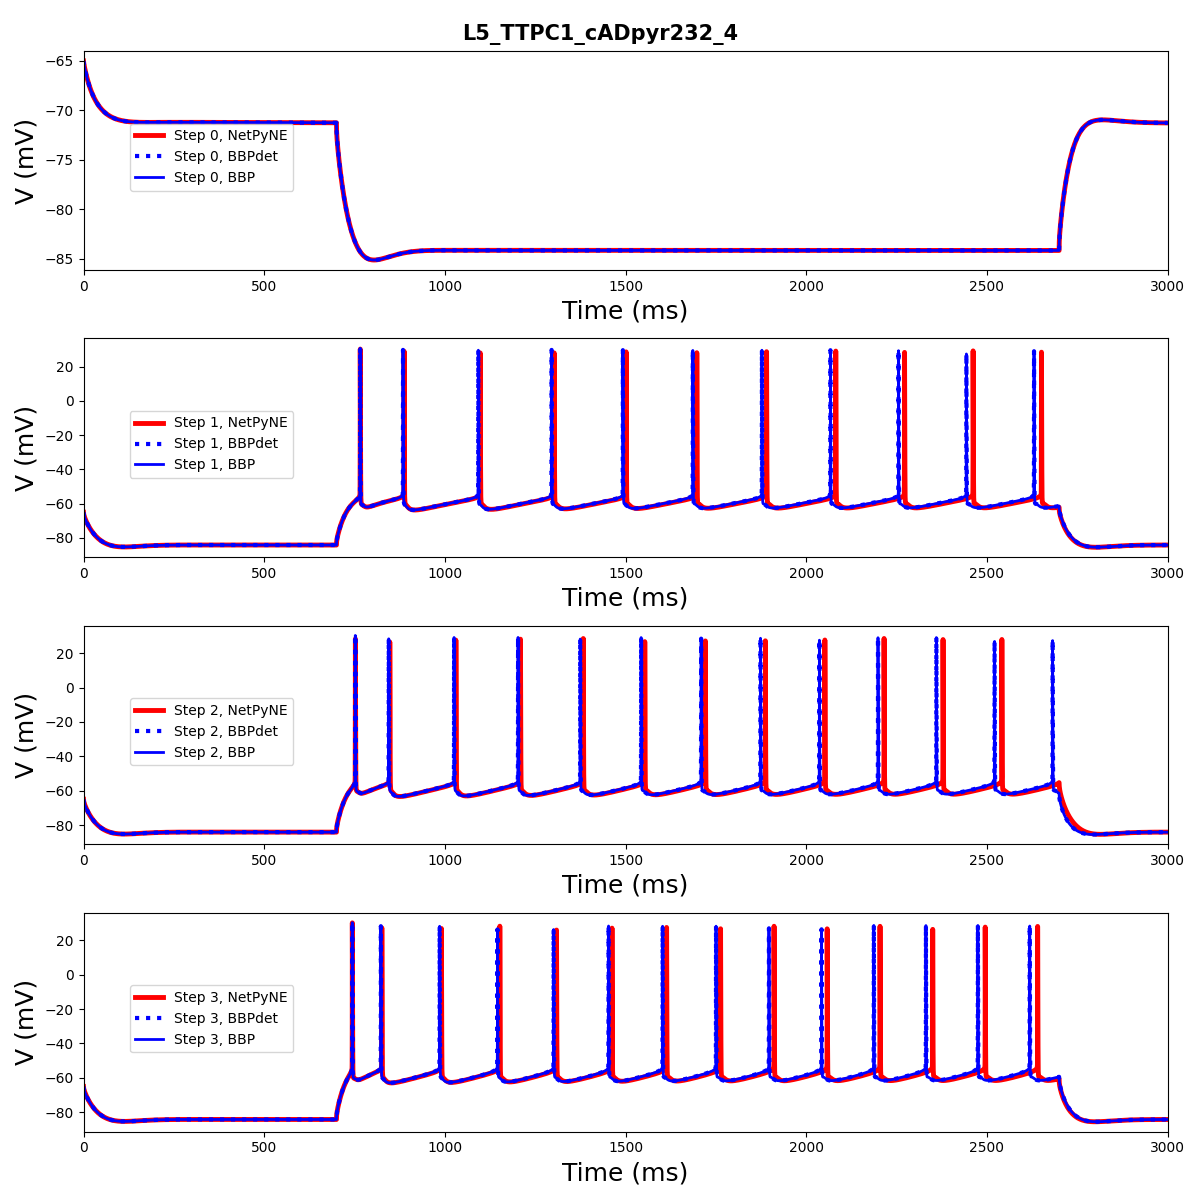 L5_TTPC1_cADpyr232_4
−65
−70
−75
−80
−85
V (mV)
Step 0, NetPyNE
Step 0, BBPdet
Step 0, BBP
0 500 1000 1500 2000 2500 3000
Time (ms)
20
0
−20
−40
−60
−80
V (mV)
Step 1, NetPyNE
Step 1, BBPdet
Step 1, BBP
0 500 1000 1500 2000 2500 3000
Time (ms)
20
0
−20
−40
−60
−80
V (mV)
Step 2, NetPyNE
Step 2, BBPdet
Step 2, BBP
0 500 1000 1500 2000 2500 3000
Time (ms)
20
0
−20
−40
−60
−80
V (mV)
Step 3, NetPyNE
Step 3, BBPdet
Step 3, BBP
0 500 1000 1500 2000 2500 3000
Time (ms)